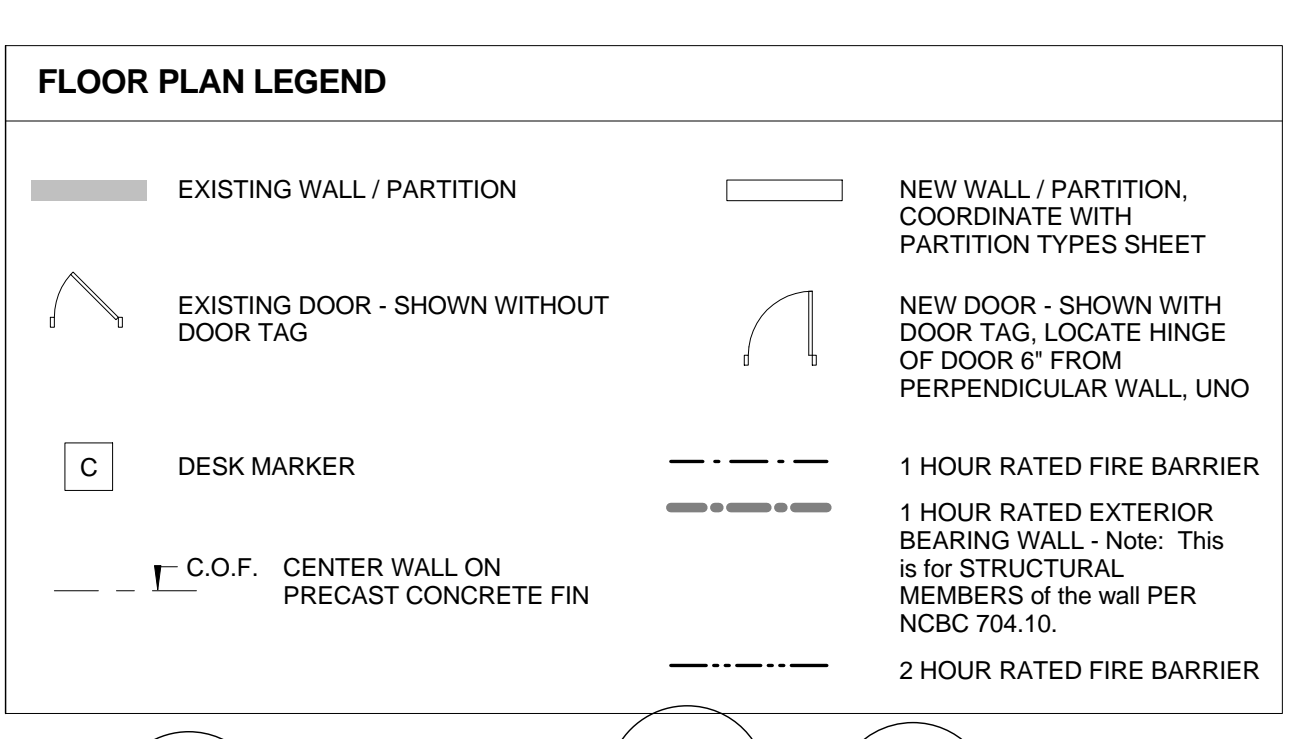 FLOOR PLAN LEGEND
EXISTING WALL / PARTITION
EXISTING DOOR - SHOWN WITHOUT
DOOR TAG
C
DESK MARKER
C.O.F.
CENTER WALL ON
PRECAST CONCRETE FIN
NEW WALL / PARTITION,
COORDINATE WITH
PARTITION TYPES SHEET
NEW DOOR - SHOWN WITH
DOOR TAG, LOCATE HINGE
OF DOOR 6" FROM
PERPENDICULAR WALL, UNO
1 HOUR RATED FIRE BARRIER
1 HOUR RATED EXTERIOR
BEARING WALL - Note:  This
is for STRUCTURAL
MEMBERS of the wall PER
NCBC 704.10.
2 HOUR RATED FIRE BARRIER